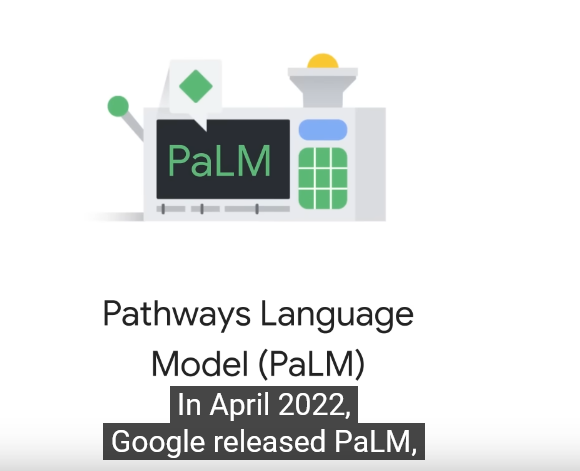 PaLM
Pathways Language
Model (PaLM)
In April 2022,
Google released PaLM,